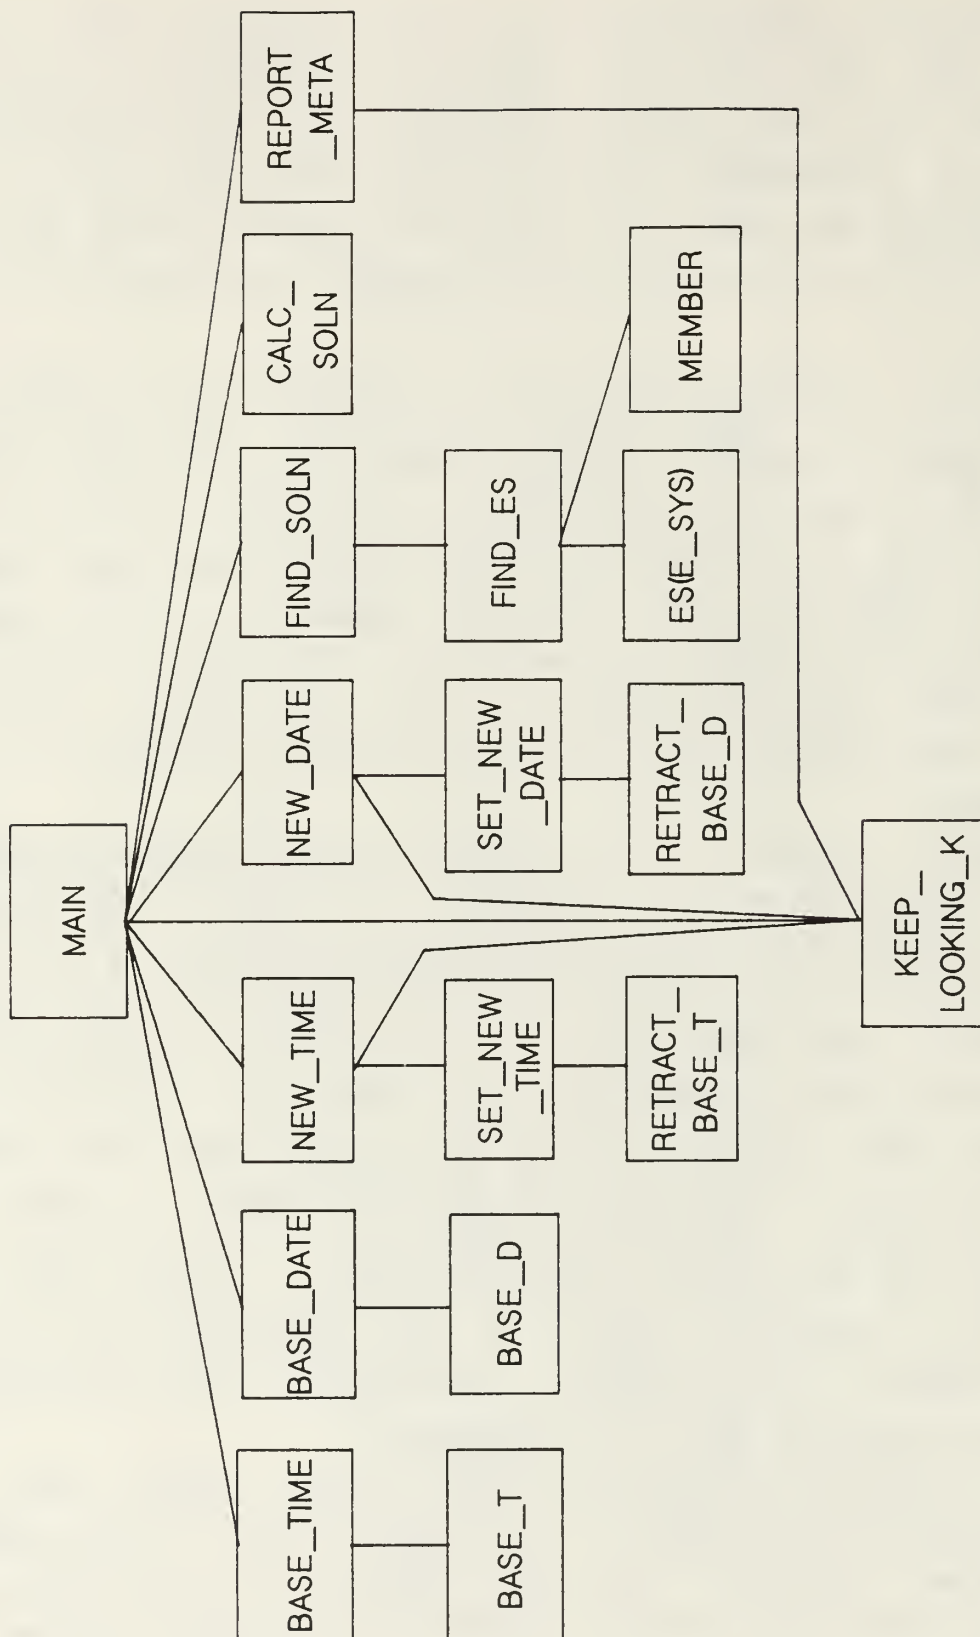 MAIN
BASE_TIME
BASE_DATE
NEW_TIME
NEW_DATE
FIND_SOLN
CALC_
SOLN
REPORT
_META
BASE_T
BASE_D
SET_NEW
_TIME
SET_NEW
_DATE
FIND_ES
RETRACT_
BASE_T
RETRACT_
BASE_D
ES(E_SYS)
MEMBER
KEEP_
LOOKING_K